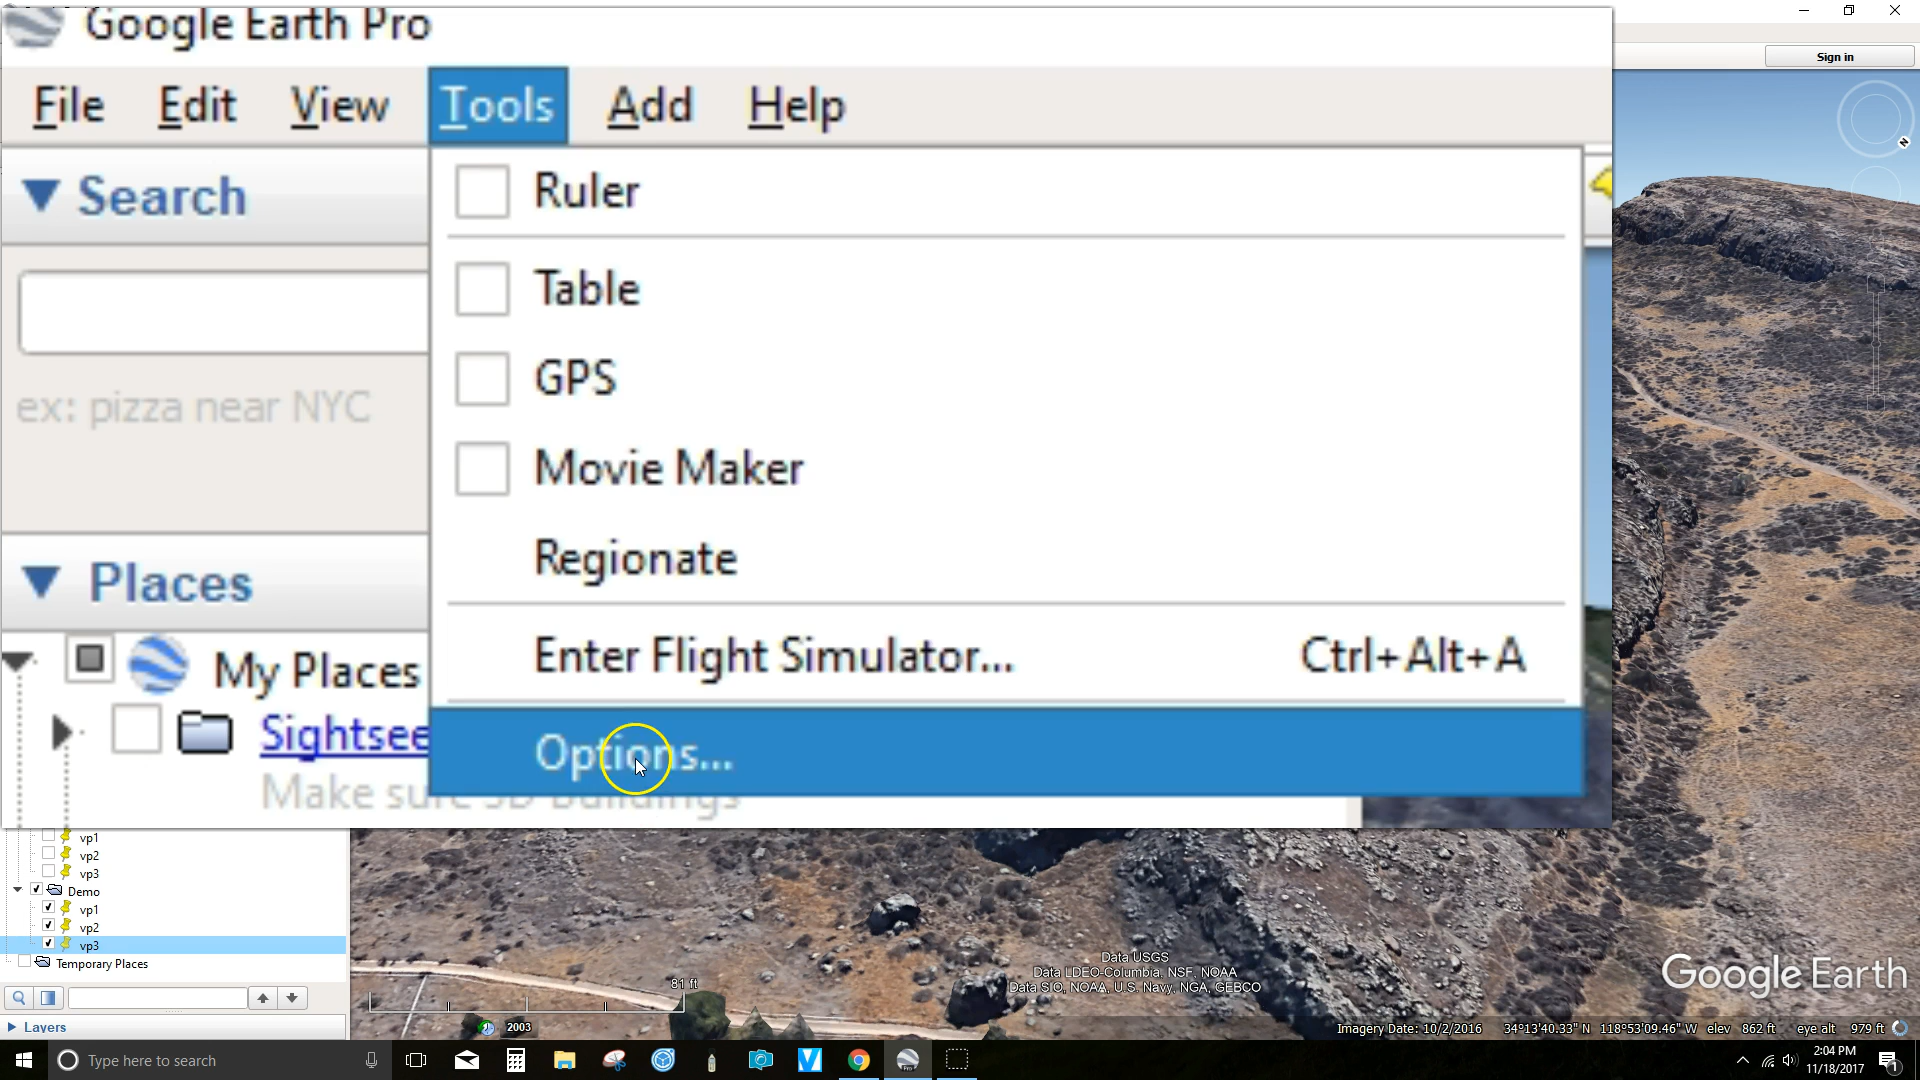 Google Earth Pro
File Edit View Tools Add Help
Sign in
Search
Ruler
Table
GPS
ex: pizza near NYC
Movie Maker
Regionate
Places
Enter Flight Simulator... Ctrl+Alt+A
My Places
Sightsee
Options...
Make sure 3D Buildings
vp1
vp2
vp3
Demo
vp1
vp2
vp3
Temporary Places
Layers
81 ft
2003
Data USGS
Data LDEO-Columbia, NSF, NOAA
Data SIO, NOAA, U.S. Navy, NGA, GEBCO
Google Earth
Imagery Date: 10/2/2016 34°13'40.33" N 118°53'09.46" W elev 862 ft eye alt 979 ft
Type here to search
2:04 PM
11/18/2017